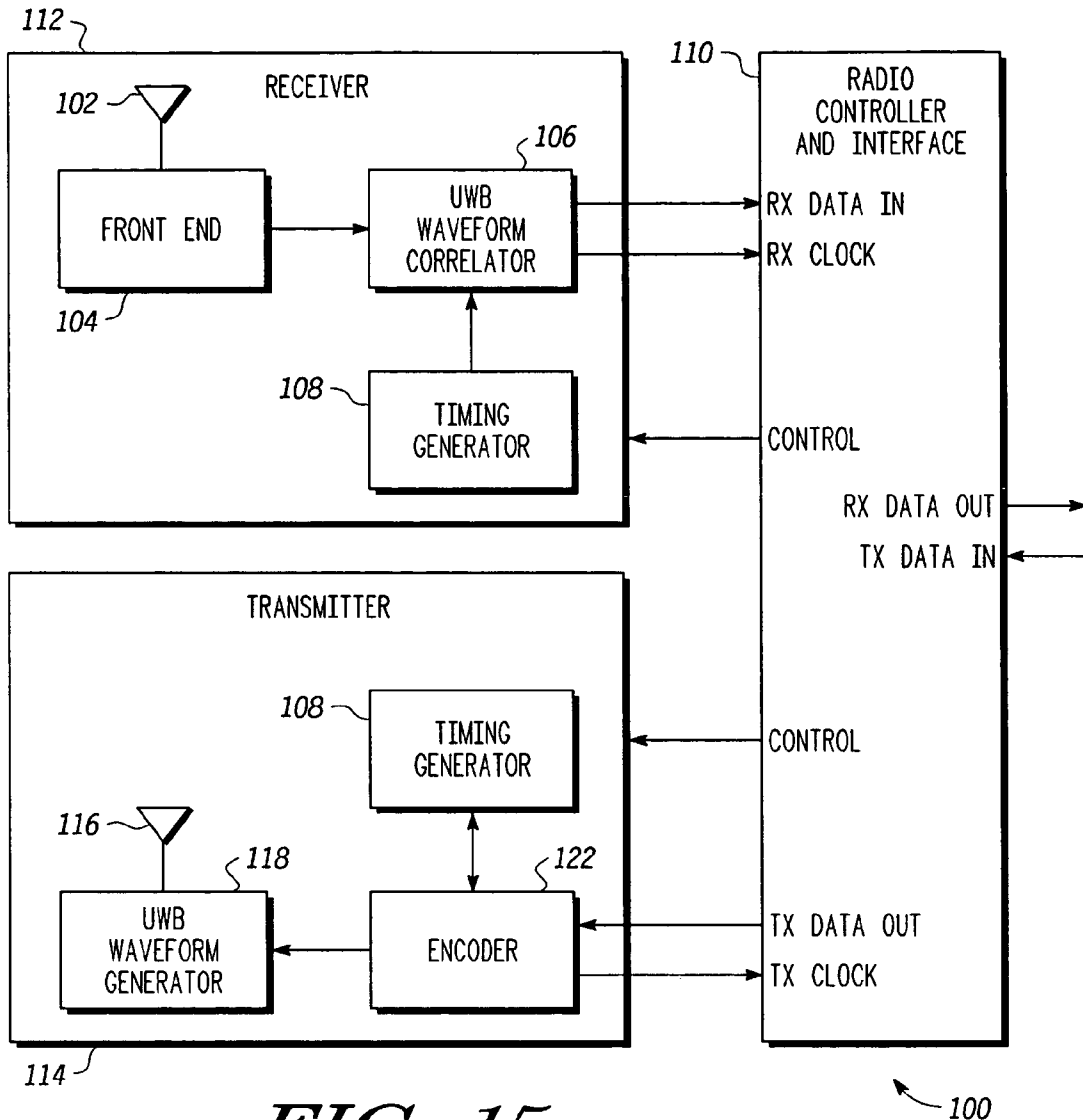 112
RECEIVER
102
FRONT END
104
106
UWB
WAVEFORM
CORRELATOR
108
TIMING
GENERATOR
110
RADIO
CONTROLLER
AND INTERFACE
RX DATA IN
RX CLOCK
CONTROL
RX DATA OUT
TX DATA IN
CONTROL
TX DATA OUT
TX CLOCK
TRANSMITTER
108
TIMING
GENERATOR
116
118
UWB
WAVEFORM
GENERATOR
122
ENCODER
114
100
FIG. 15